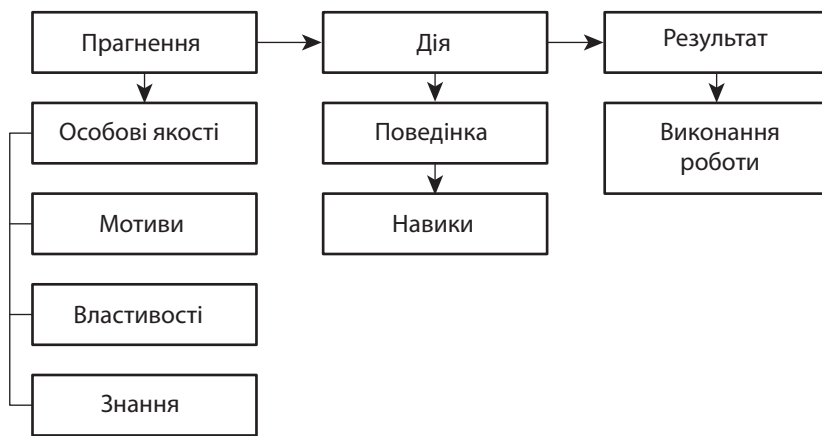 Прагнення
Дія
Результат
Особові якості
Поведінка
Виконання
роботи
Мотиви
Навики
Властивості
Знання